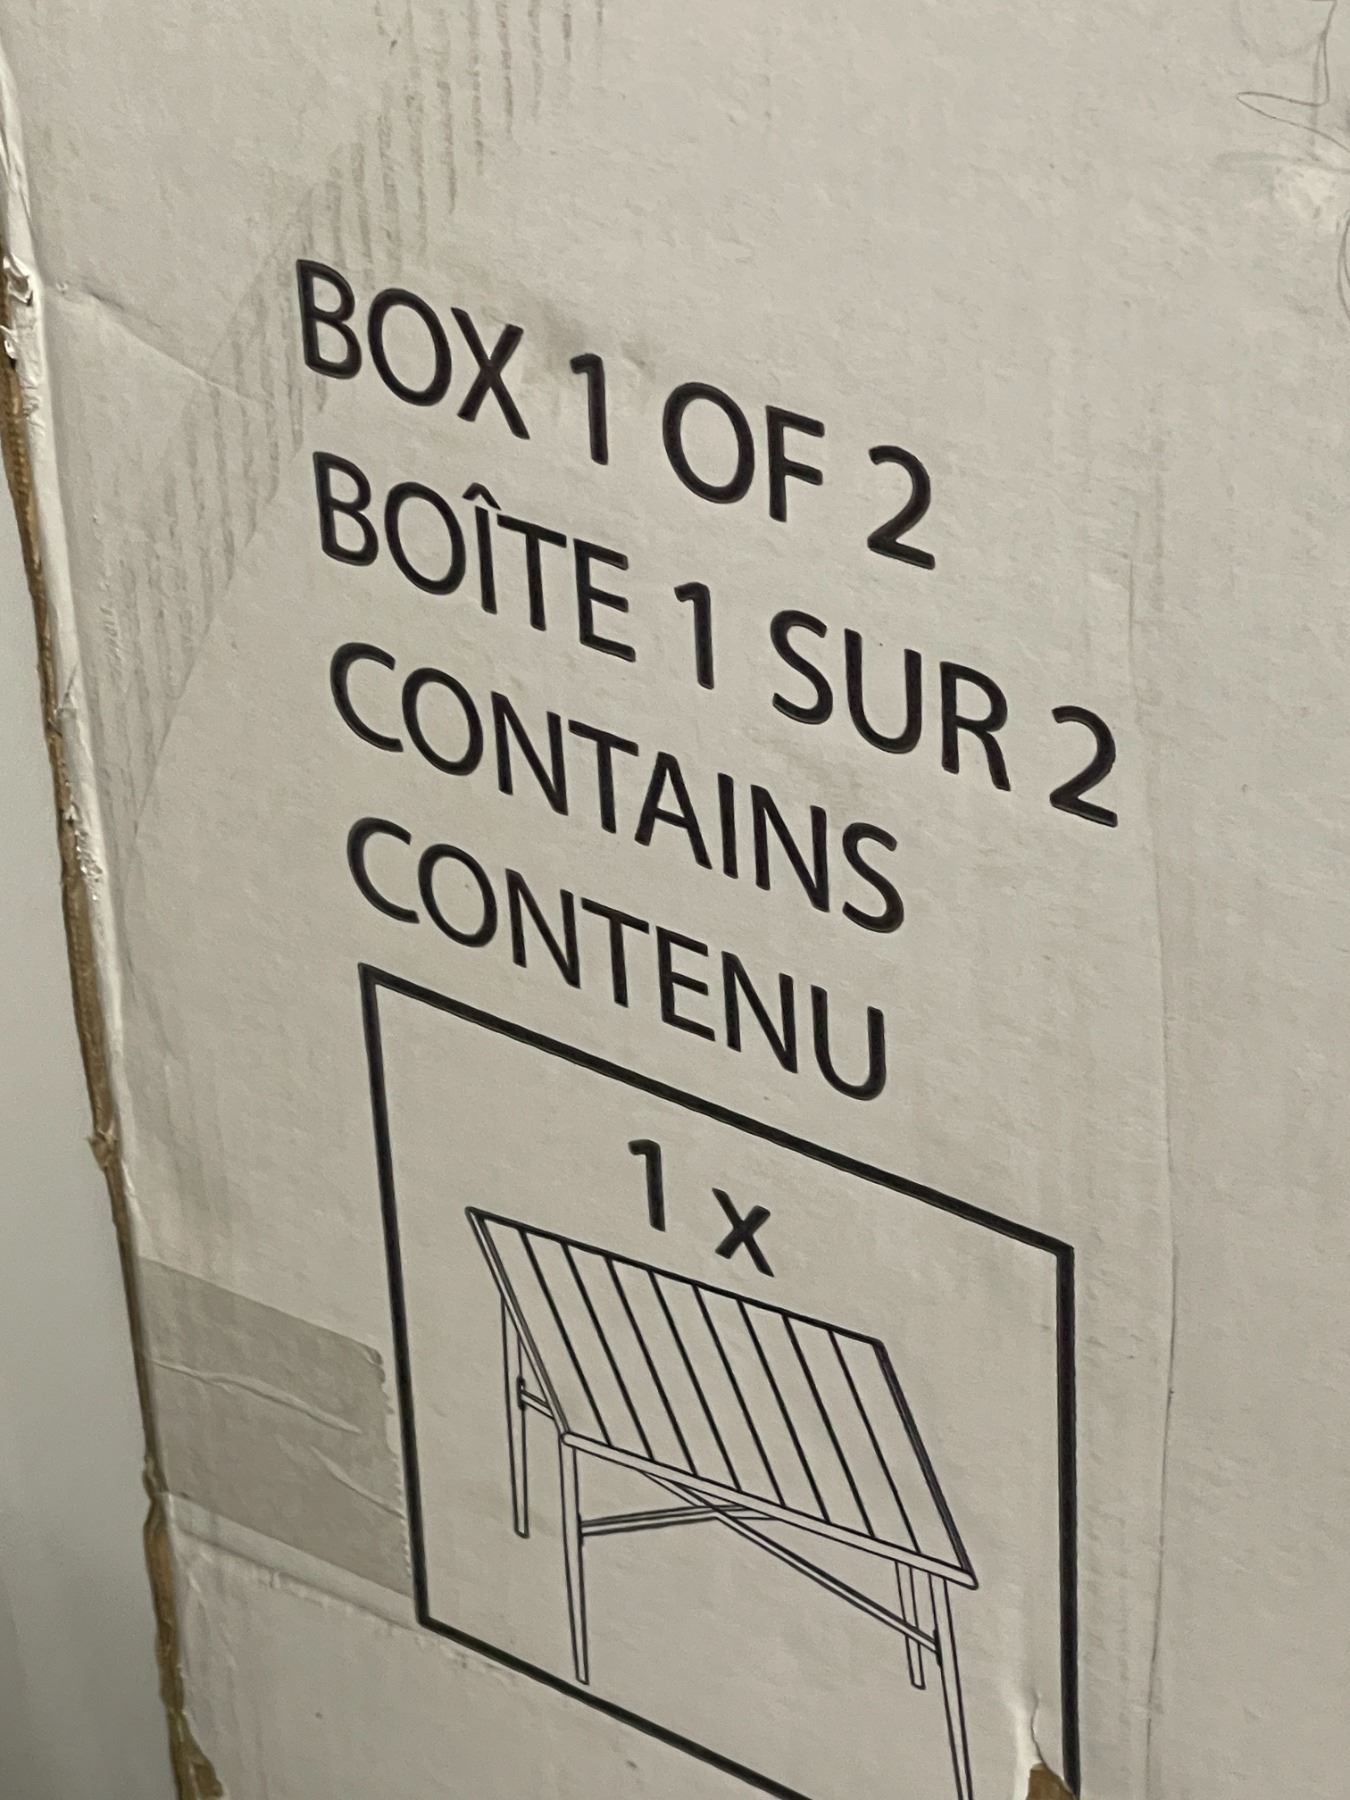 BOX 1 OF 2
BOÎTE 1 SUR 2
CONTAINS
CONTENU
1 x